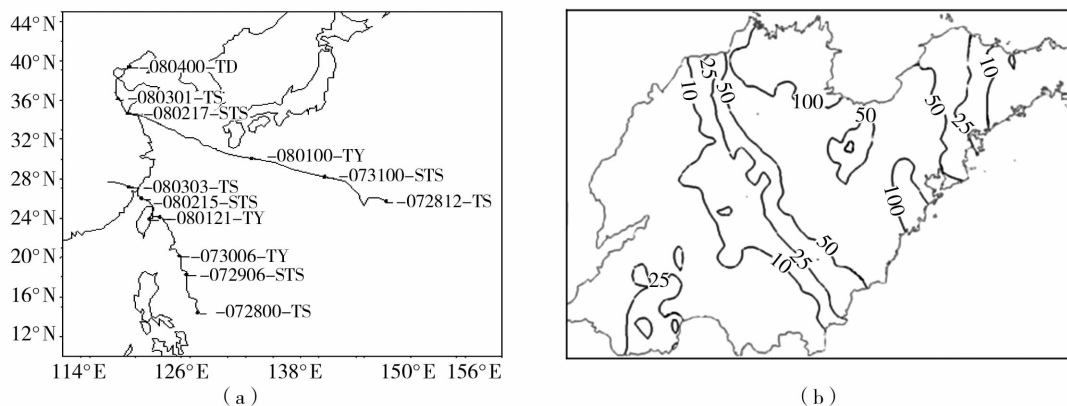 44°N
40°N
36°N
32°N
28°N
24°N
20°N
16°N
12°N
114°E 126°E 138°E 150°E 156°E
-080400-TD
-080301-TS
-080217-STS
-080100-TY
-073100-STS
-072812-TS
-080303-TS
-080215-STS
-080121-TY
-073006-TY
-072906-STS
-072800-TS
(a)
10
25
50
100
50
50
10
25
100
25
10
25
50
(b)